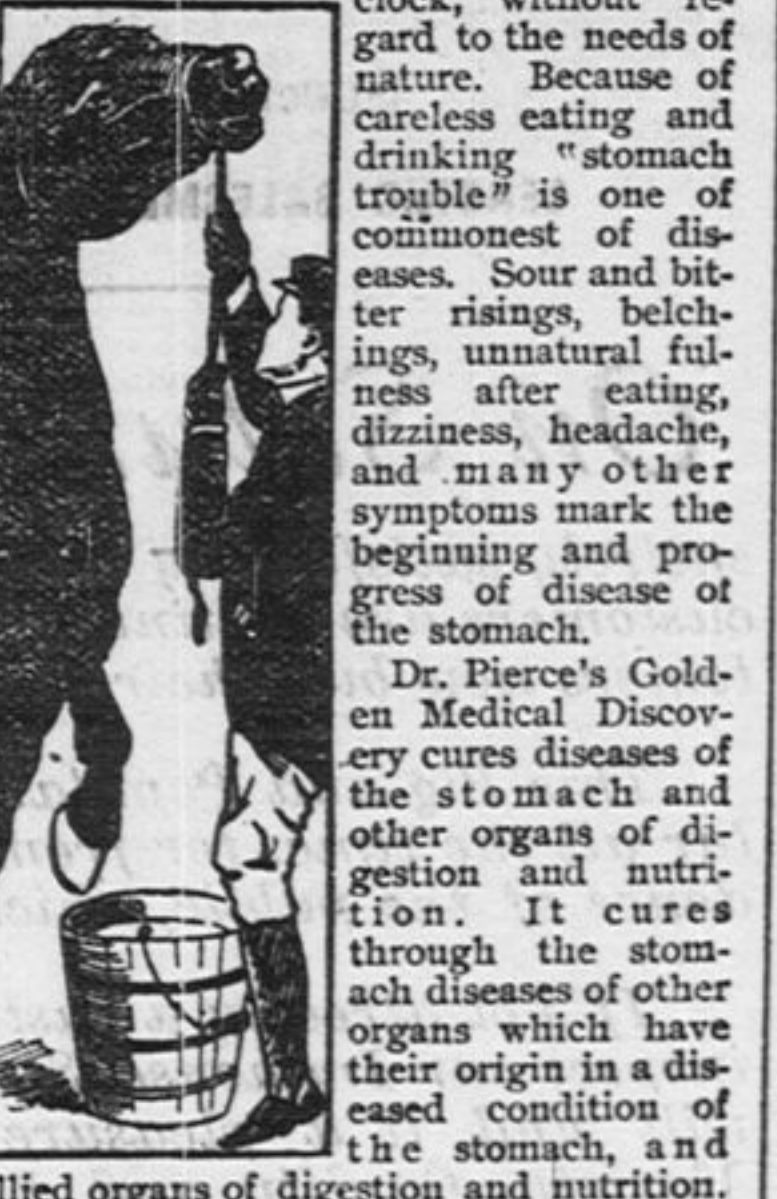 clock, without re-
gard to the needs of
nature. Because of
careless eating and
drinking "stomach
trouble" is one of
commonest of dis-
eases. Sour and bit-
ter risings, belch-
ings, unnatural ful-
ness after eating,
dizziness, headache,
and many other
symptoms mark the
beginning and pro-
gress of disease of
the stomach.
Dr. Pierce's Gold-
en Medical Discov-
ery cures diseases of
the stomach and
other organs of di-
gestion and nutri-
tion. It cures
through the stom-
ach diseases of other
organs which have
their origin in a dis-
eased condition of
the stomach, and
llied organs of digestion and nutrition.